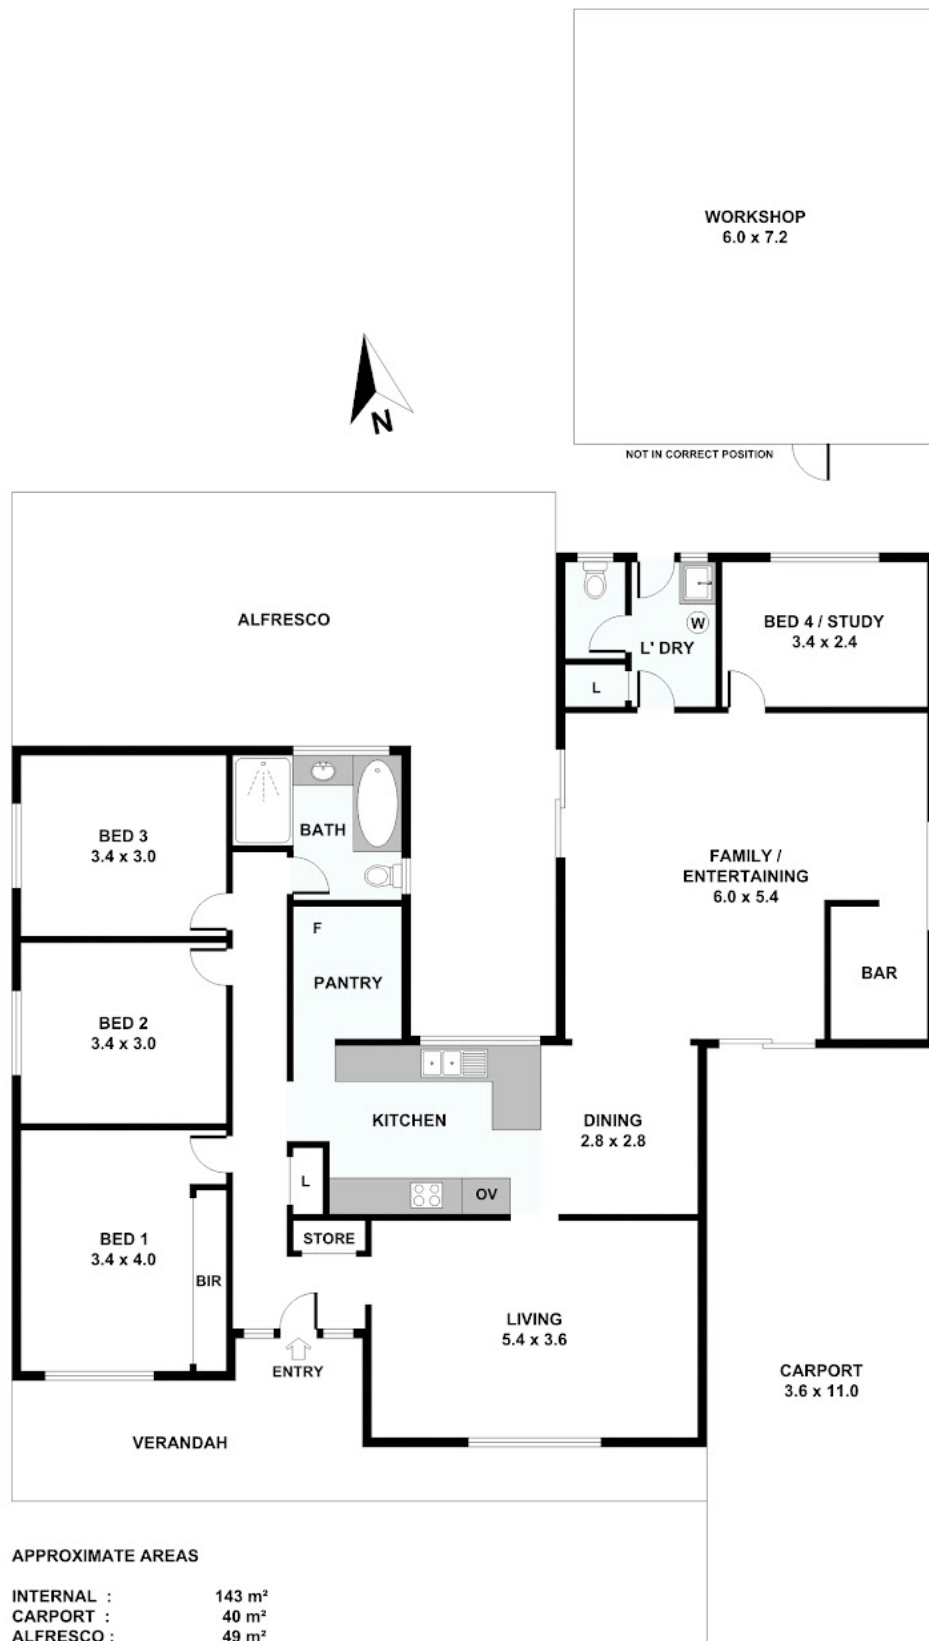 WORKSHOP
6.0 x 7.2
N
NOT IN CORRECT POSITION
ALFRESCO
BED 4 / STUDY
3.4 x 2.4
W
L' DRY
L
BED 3
3.4 x 3.0
BATH
FAMILY /
ENTERTAINING
6.0 x 5.4
F
PANTRY
BAR
BED 2
3.4 x 3.0
KITCHEN
DINING
2.8 x 2.8
L
OV
BED 1
3.4 x 4.0
STORE
BIR
LIVING
5.4 x 3.6
ENTRY
CARPORT
3.6 x 11.0
VERANDAH
APPROXIMATE AREAS
INTERNAL : 143 m²
CARPORT : 40 m²
ALFRESCO : 49 m²